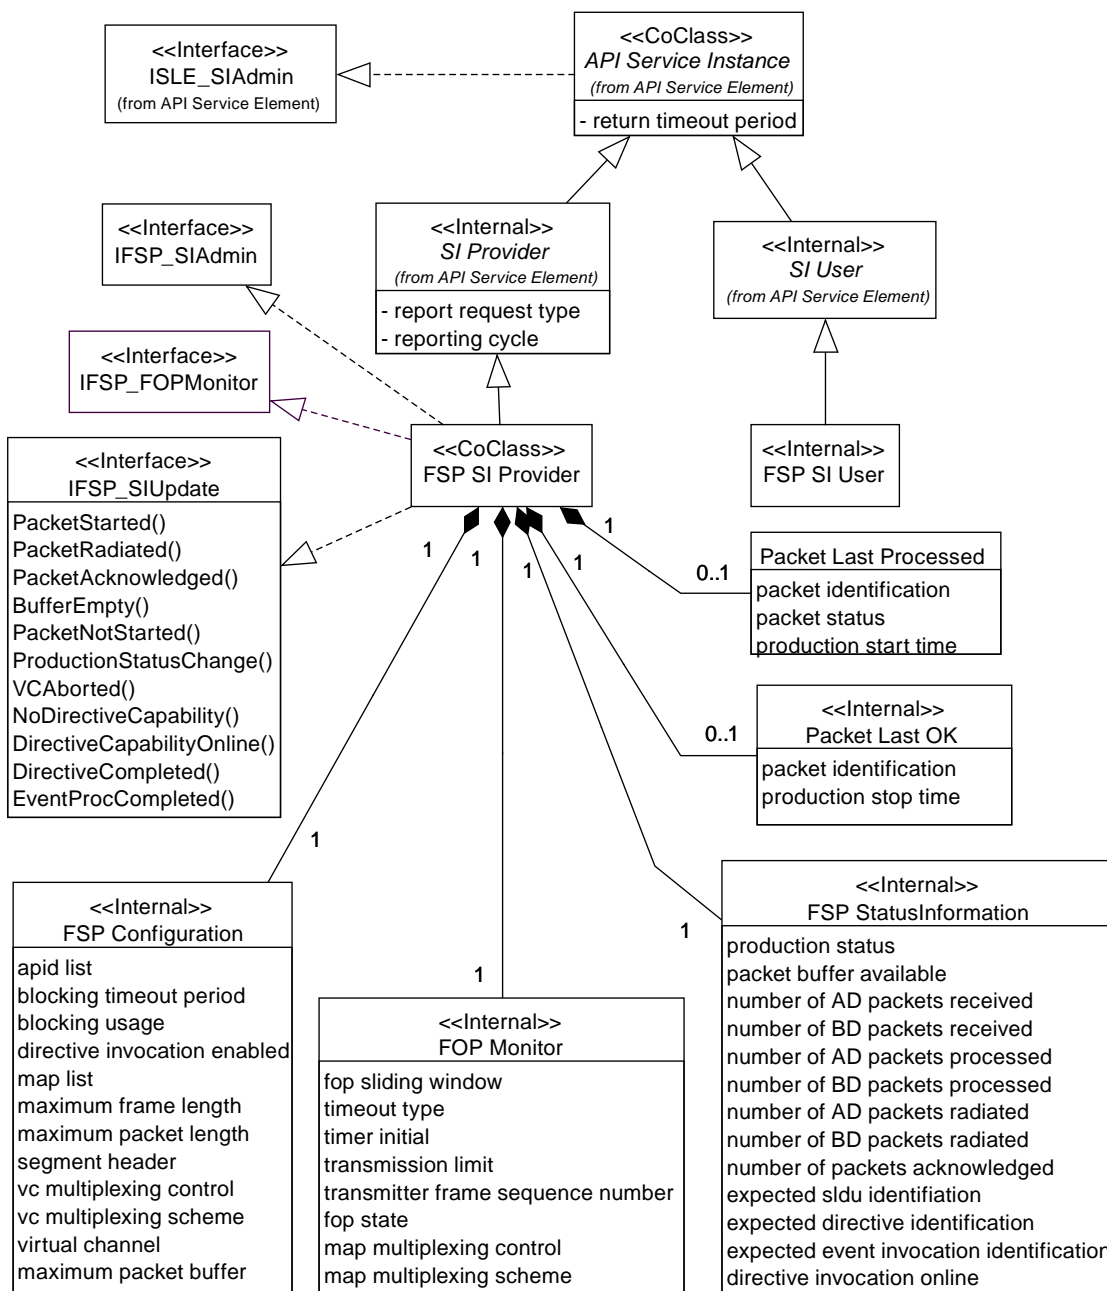 <<Interface>>
ISLE_SIAdmin
(from API Service Element)
<<CoClass>>
API Service Instance
(from API Service Element)
- return timeout period
<<Interface>>
IFSP_SIAdmin
<<Internal>>
SI Provider
(from API Service Element)
- report request type
- reporting cycle
<<Internal>>
SI User
(from API Service Element)
<<Interface>>
IFSP_FOPMonitor
<<CoClass>>
FSP SI Provider
<<Internal>>
FSP SI User
<<Interface>>
IFSP_SIUpdate
PacketStarted()
PacketRadiated()
PacketAcknowledged()
BufferEmpty()
PacketNotStarted()
ProductionStatusChange()
VCAborted()
NoDirectiveCapability()
DirectiveCapabilityOnline()
DirectiveCompleted()
EventProcCompleted()
1
1
1
1
1
0..1
Packet Last Processed
packet identification
packet status
production start time
0..1
<<Internal>>
Packet Last OK
packet identification
production stop time
1
1
1
<<Internal>>
FSP Configuration
apid list
blocking timeout period
blocking usage
directive invocation enabled
map list
maximum frame length
maximum packet length
segment header
vc multiplexing control
vc multiplexing scheme
virtual channel
maximum packet buffer
<<Internal>>
FOP Monitor
fop sliding window
timeout type
timer initial
transmission limit
transmitter frame sequence number
fop state
map multiplexing control
map multiplexing scheme
<<Internal>>
FSP StatusInformation
production status
packet buffer available
number of AD packets received
number of BD packets received
number of AD packets processed
number of BD packets processed
number of AD packets radiated
number of BD packets radiated
number of packets acknowledged
expected sldu identifiation
expected directive identification
expected event invocation identification
directive invocation online